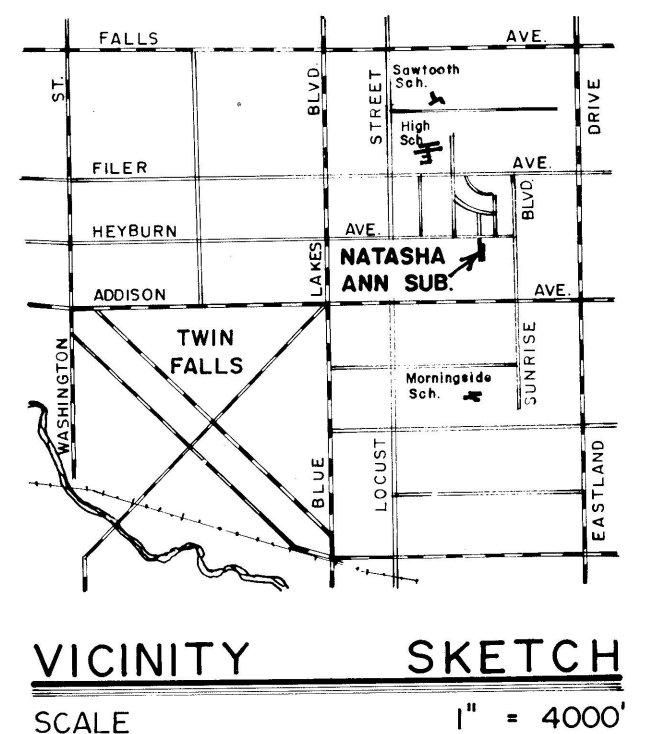 FALLS AVE.
ST.
BLVD.
STREET
Sawtooth
Sch.
DRIVE
High
Sch.
FILER AVE.
BLVD.
HEYBURN AVE.
LAKES
NATASHA
ANN SUB.
ADDISON AVE.
TWIN
FALLS
WASHINGTON
SUNRISE
Morningside
Sch.
BLUE
LOCUST
EASTLAND
VICINITY SKETCH
SCALE 1" = 4000'